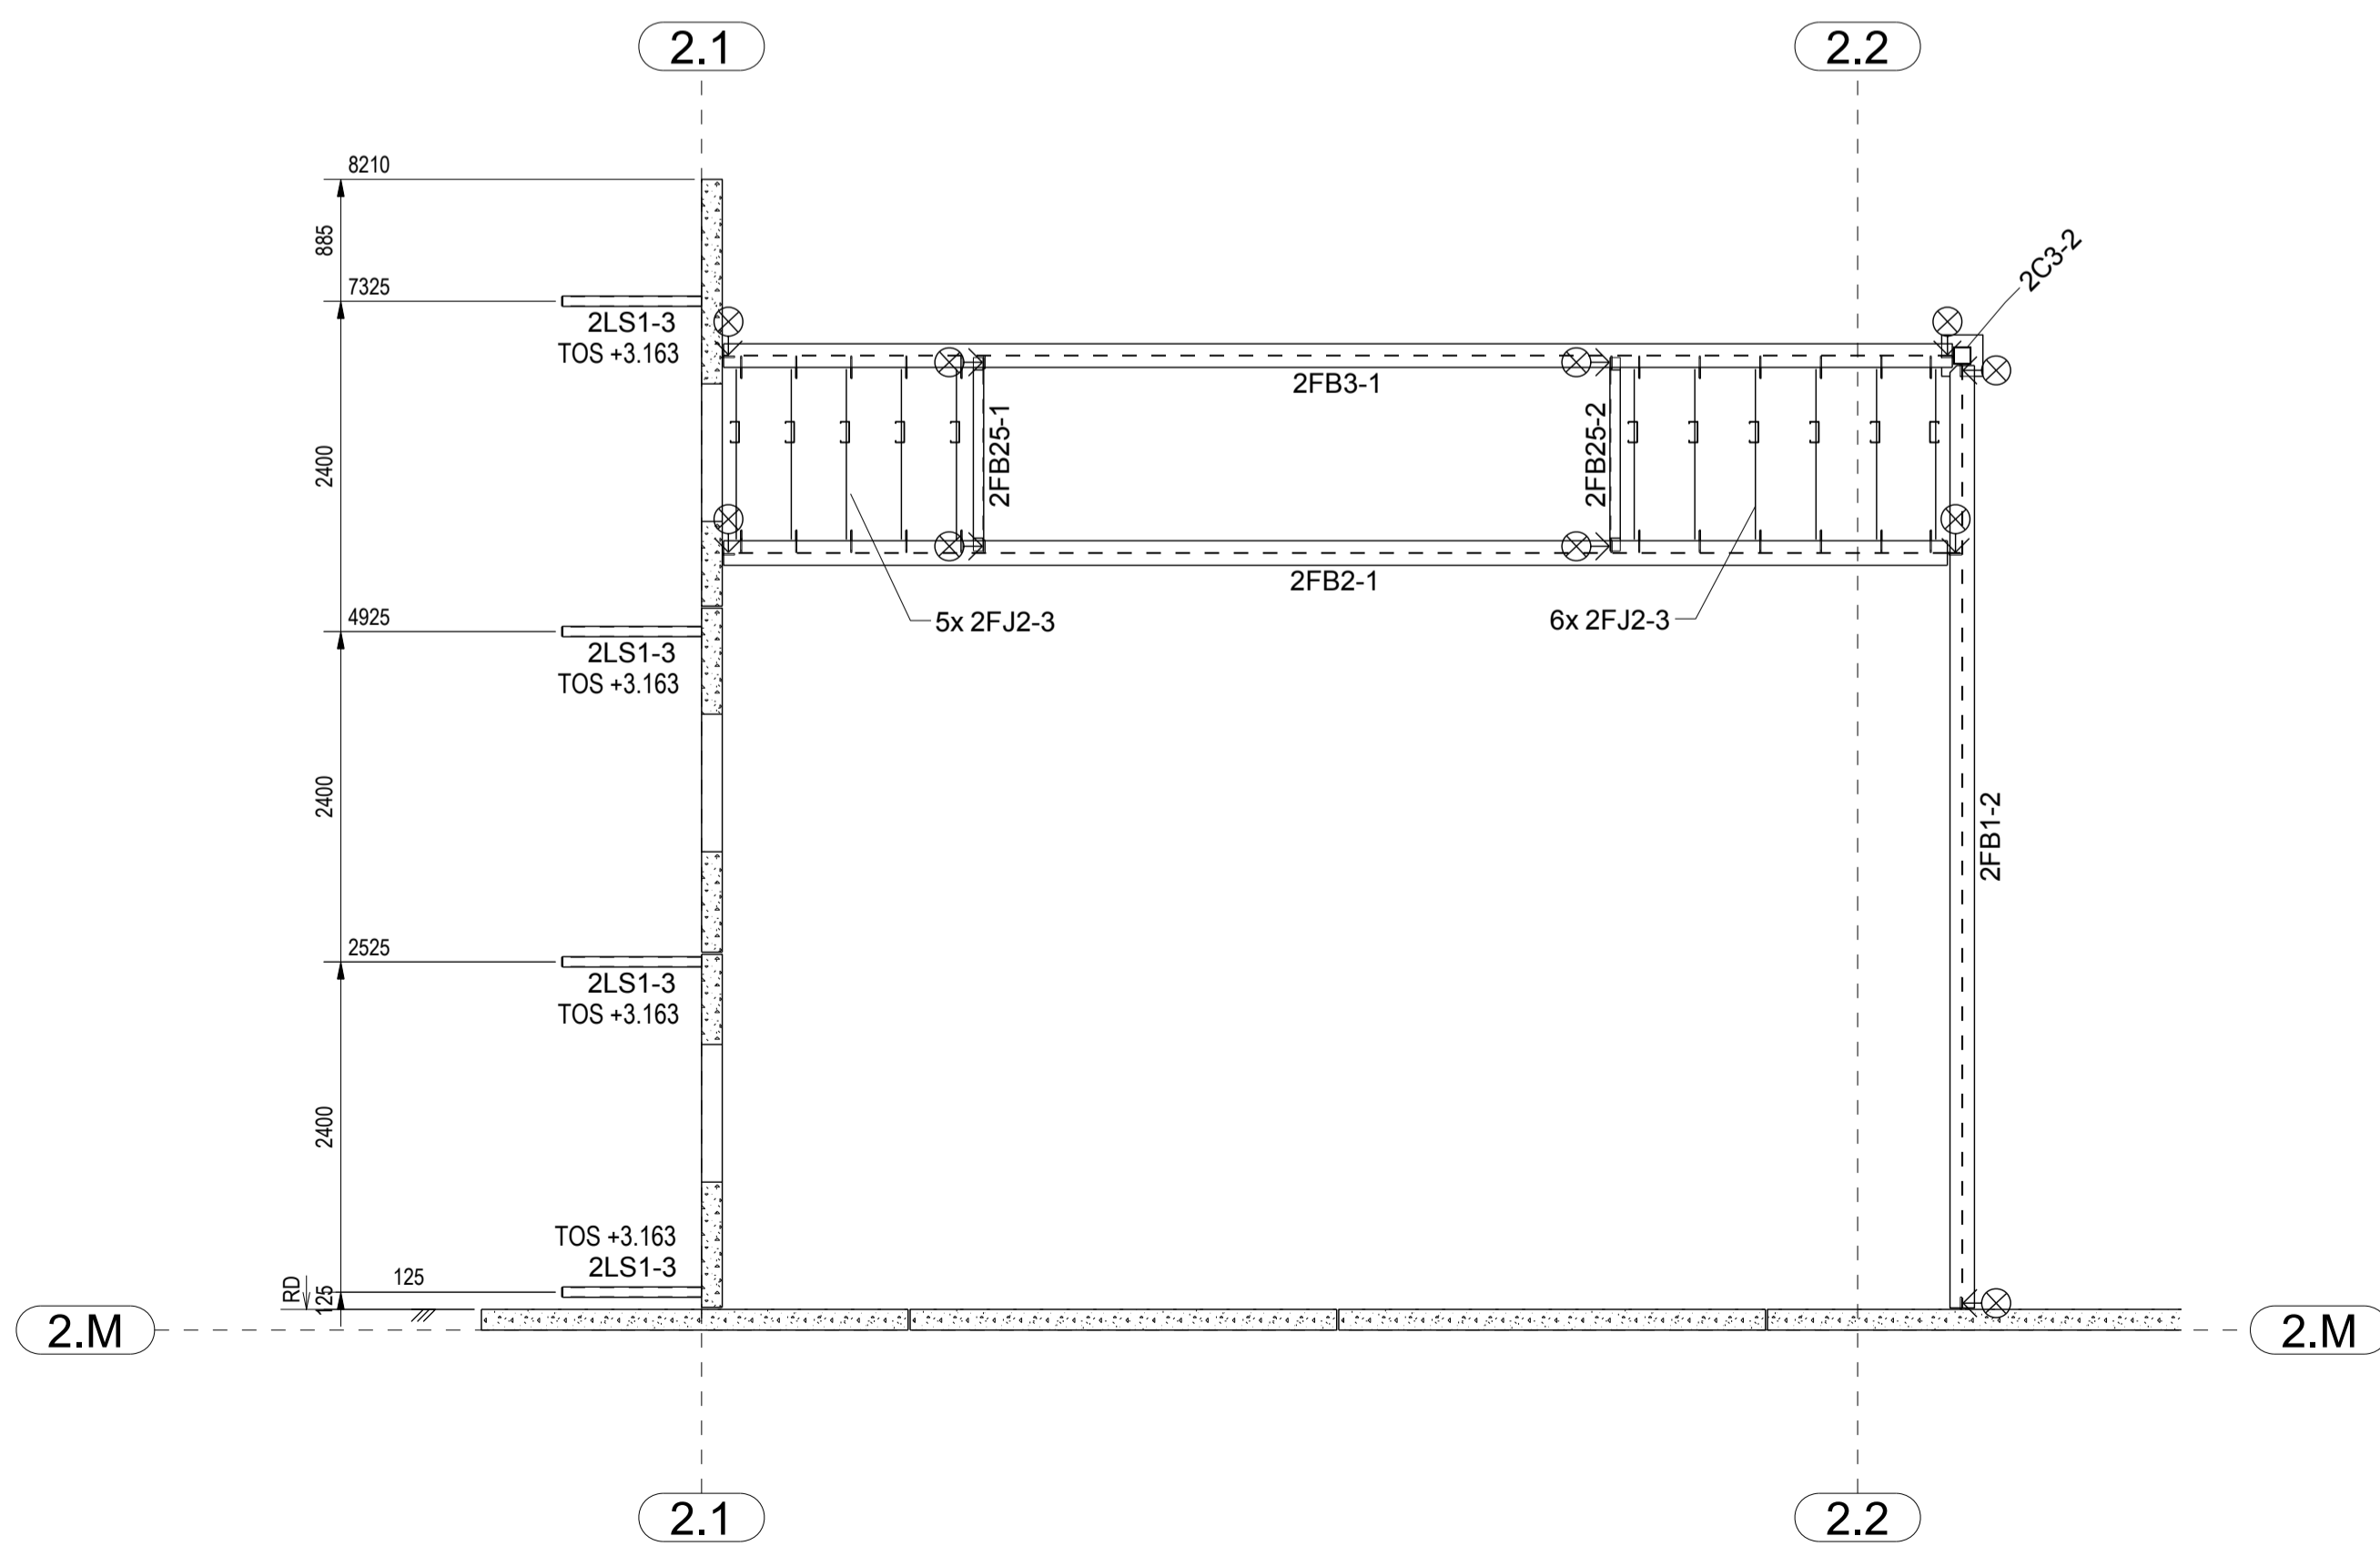 2.1
2.2
8210
885
7325
2LS1-3
TOS +3.163
2C3-2
2FB3-1
2FB25-1
2FB25-2
2400
2FB2-1
5x 2FJ2-3
6x 2FJ2-3
4925
2LS1-3
TOS +3.163
2400
2FB1-2
2525
2LS1-3
TOS +3.163
2400
TOS +3.163
2LS1-3
125
RD
125
2.M
2.M
2.1
2.2